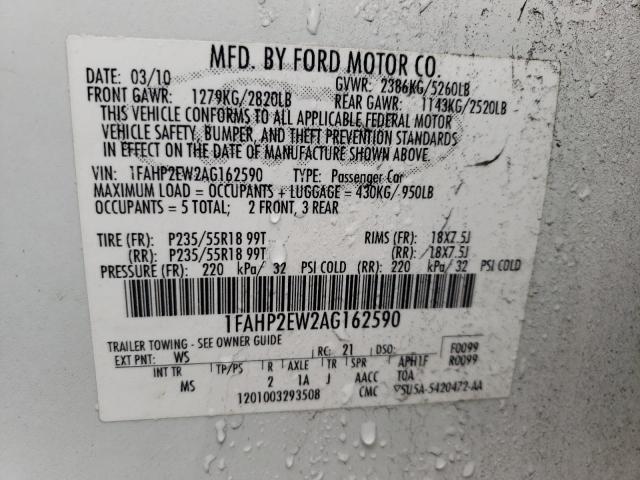 MFD. BY FORD MOTOR CO.
DATE: 03/10 GVWR: 2386KG/5260LB
FRONT GAWR: 1279KG/2820LB REAR GAWR: 1143KG/2520LB
THIS VEHICLE CONFORMS TO ALL APPLICABLE FEDERAL MOTOR
VEHICLE SAFETY, BUMPER, AND THEFT PREVENTION STANDARDS
IN EFFECT ON THE DATE OF MANUFACTURE SHOWN ABOVE.
VIN: 1FAHP2EW2AG162590 TYPE: Passenger Car
MAXIMUM LOAD = OCCUPANTS + LUGGAGE = 430KG/ 950LB
OCCUPANTS = 5 TOTAL; 2 FRONT, 3 REAR
TIRE (FR): P235/55R18 99T RIMS (FR): 18X7.5J
(RR): P235/55R18 99T (RR): 18X7.5J
PRESSURE (FR): 220 kPa/ 32 PSI COLD (RR): 220 kPa/ 32 PSI COLD
1FAHP2EW2AG162590
TRAILER TOWING - SEE OWNER GUIDE
EXT PNT: WS RC: 21 DSO: F0099
R0099
INT TR TP/PS R AXLE TR SPR APH1F
MS 2 1A J AACC TOA
1201003293508 CMC 5U5A-5420472-AA